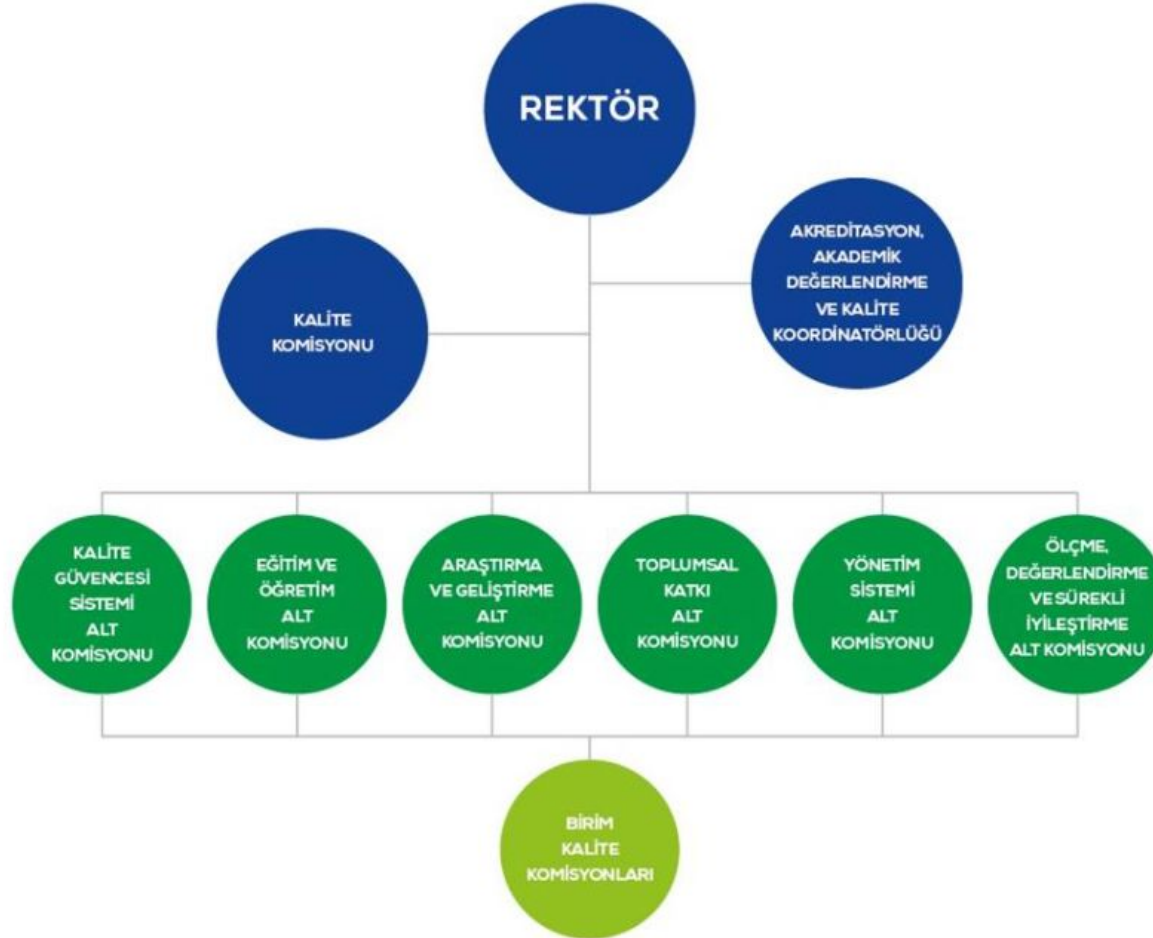 REKTÖR
AKREDİTASYON,
AKADEMİK
DEĞERLENDİRME
VE KALİTE
KOORDİNATÖRLÜĞÜ
KALİTE
KOMİSYONU
KALİTE
GÜVENCESİ
SİSTEMİ
ALT
KOMİSYONU
EĞİTİM VE
ÖĞRETİM
ALT
KOMİSYONU
ARAŞTIRMA
VE GELİŞTİRME
ALT
KOMİSYONU
TOPLUMSAL
KATKI
ALT
KOMİSYONU
YÖNETİM
SİSTEMİ
ALT
KOMİSYONU
ÖLÇME,
DEĞERLENDİRME
VE SÜREKLİ
İYİLEŞTİRME
ALT KOMİSYONU
BİRİM
KALİTE
KOMİSYONLARI